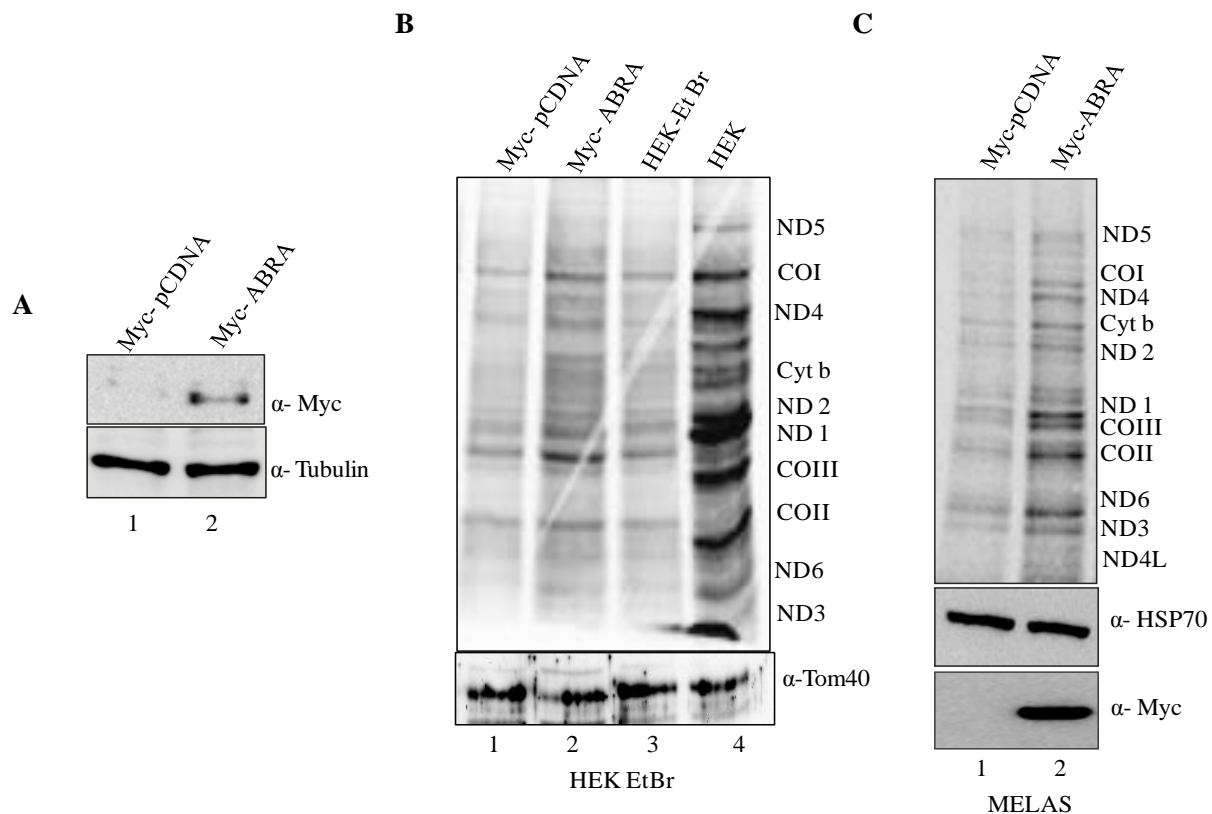 A
Myc- pCDNA
Myc- ABRA
α- Myc
α- Tubulin
1
2
B
Myc- pCDNA
Myc- ABRA
HEK-Et Br
HEK
ND5
COI
ND4
Cyt b
ND 2
ND 1
COIII
COII
ND6
ND3
α-Tom40
1
2
3
4
HEK EtBr
C
Myc-pCDNA
Myc-ABRA
ND5
COI
ND4
Cyt b
ND 2
ND 1
COIII
COII
ND6
ND3
ND4L
α- HSP70
α- Myc
1
2
MELAS